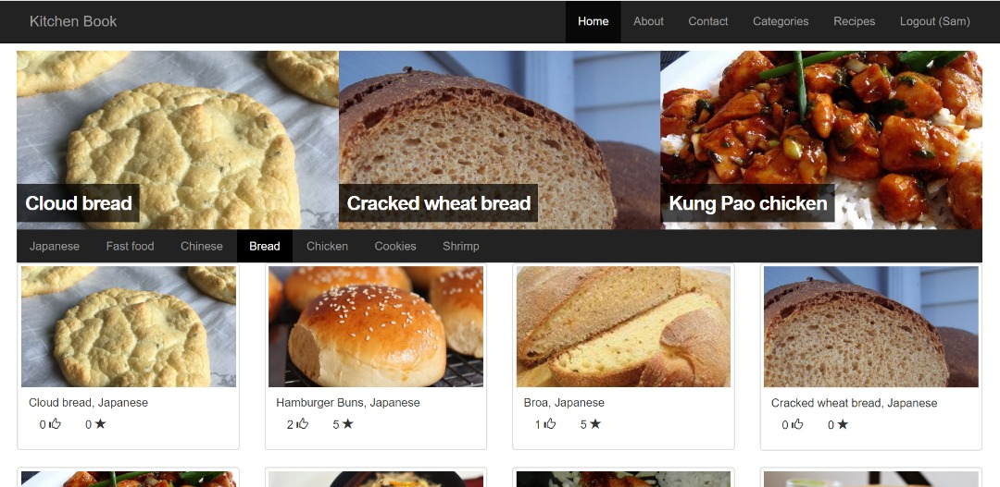 Kitchen Book Home About Contact Categories Recipes Logout (Sam)
Cloud bread Cracked wheat bread Kung Pao chicken
Japanese Fast food Chinese Bread Chicken Cookies Shrimp
Cloud bread, Japanese Hamburger Buns, Japanese Broa, Japanese Cracked wheat bread, Japanese
0 0 2 5 1 5 0 0